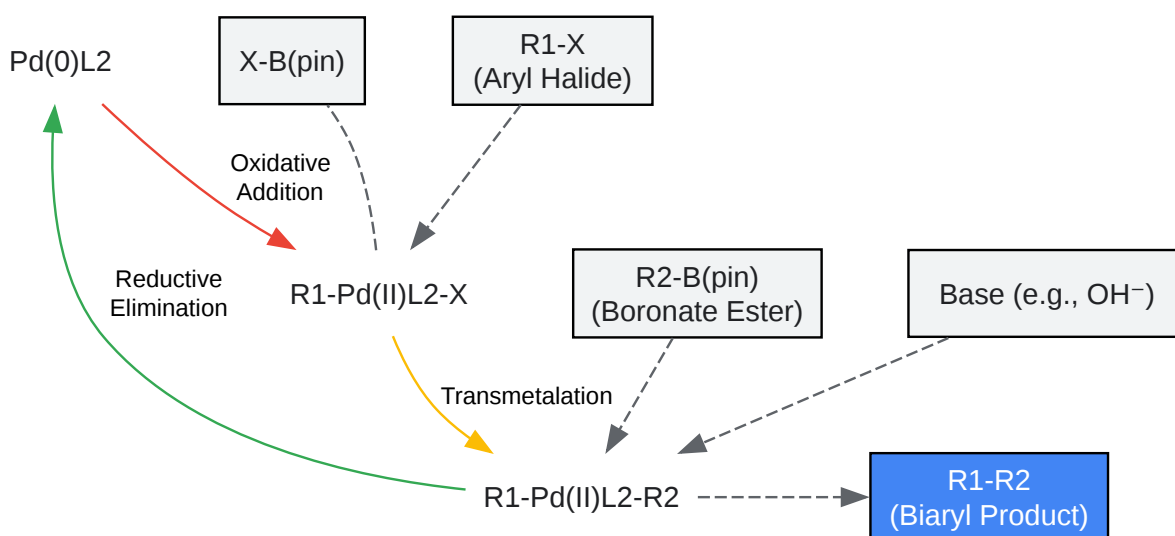 Pd(0)L2
X-B(pin)
R1-X
(Aryl Halide)
Oxidative
Addition
Reductive
Elimination
R1-Pd(II)L2-X
R2-B(pin)
(Boronate Ester)
Base (e.g., OH⁻)
Transmetalation
R1-Pd(II)L2-R2
R1-R2
(Biaryl Product)